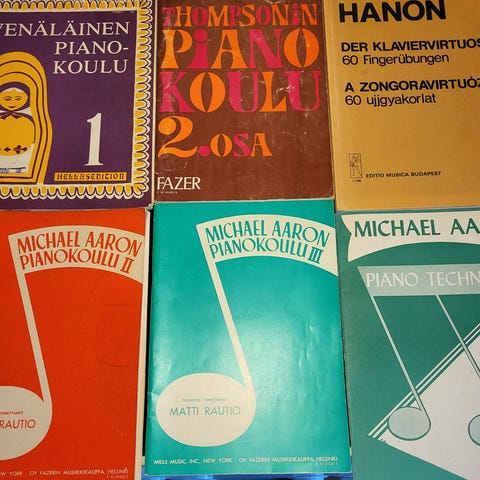 VENÄLÄINEN
PIANO-
KOULU
1
HELLASEDITION
THOMPSONIN
PIANO
KOULU
2. OSA
FAZER
HANON
DER KLAVIERVIRTUOS
60 Fingerübungen
A ZONGORAVIRTUÓZ
60 ujjgyakorlat
EDITIO MUSICA BUDAPEST
MICHAEL AARON
PIANOKOULU II
RAUTIO
NEW YORK - OY FAZERIN MUSIIKKIKAUPPA, HELSINKI
MICHAEL AARON
PIANOKOULU III
MATTI RAUTIO
MILLS MUSIC, INC., NEW YORK - OY FAZERIN MUSIIKKIKAUPPA, HELSINKI
MICHAEL AA
PIANO TECHN